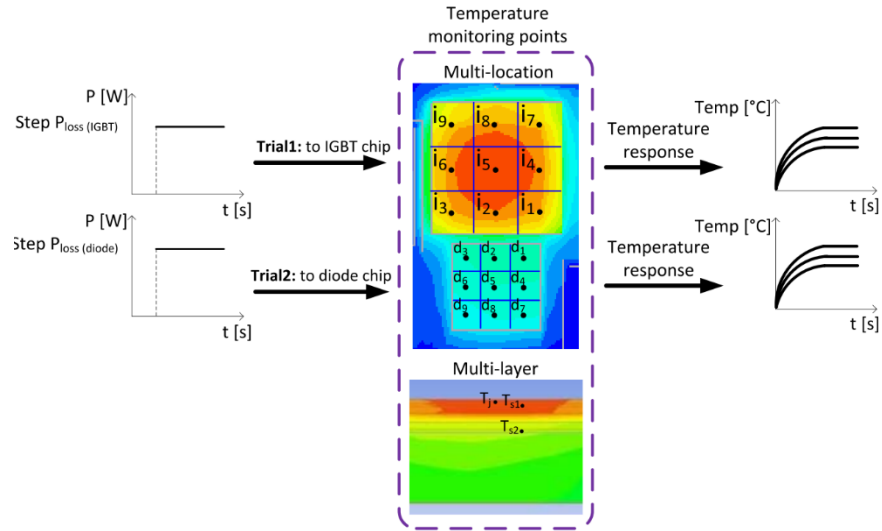 Temperature
monitoring points
Multi-location
P [W]
Step P loss (IGBT)
t [s]
Trial1: to IGBT chip
P [W]
Step P loss (diode)
t [s]
Trial2: to diode chip
i9 i8 i7
i6 i5 i4
i3 i2 i1
d3 d2 d1
d6 d5 d4
d9 d8 d7
Multi-layer
Tj Ts1
Ts2
Temperature
response
Temp [°C]
t [s]
Temperature
response
Temp [°C]
t [s]